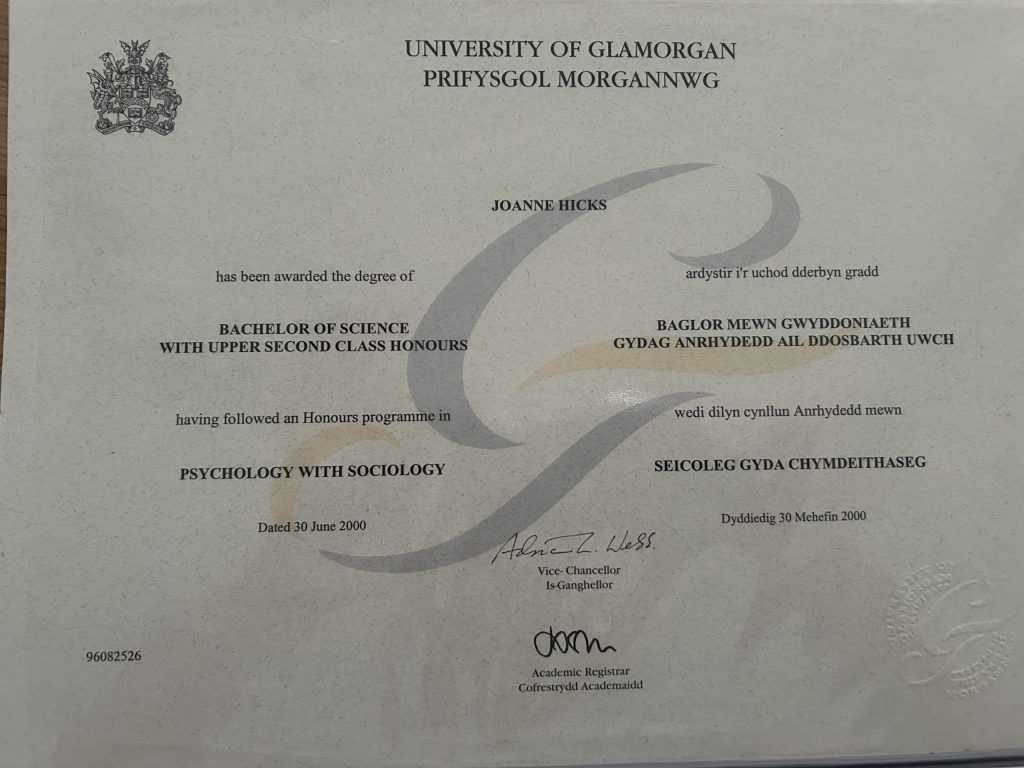 UNIVERSITY OF GLAMORGAN
PRIFYSGOL MORGANNWG
JOANNE HICKS
has been awarded the degree of
BACHELOR OF SCIENCE
WITH UPPER SECOND CLASS HONOURS
having followed an Honours programme in
PSYCHOLOGY WITH SOCIOLOGY
Dated 30 June 2000
ardystir i'r uchod dderbyn gradd
BAGLOR MEWN GWYDDONIAETH
GYDAG ANRHYDEDD AIL DDOSBARTH UWCH
wedi dilyn cynllun Anrhydedd mewn
SEICOLEG GYDA CHYMDEITHASEG
Dyddiedig 30 Mehefin 2000
Vice- Chancellor
Is-Ganghellor
Academic Registrar
Cofrestrydd Academaidd
96082526
UNIVERSITY OF
GLAMORGAN